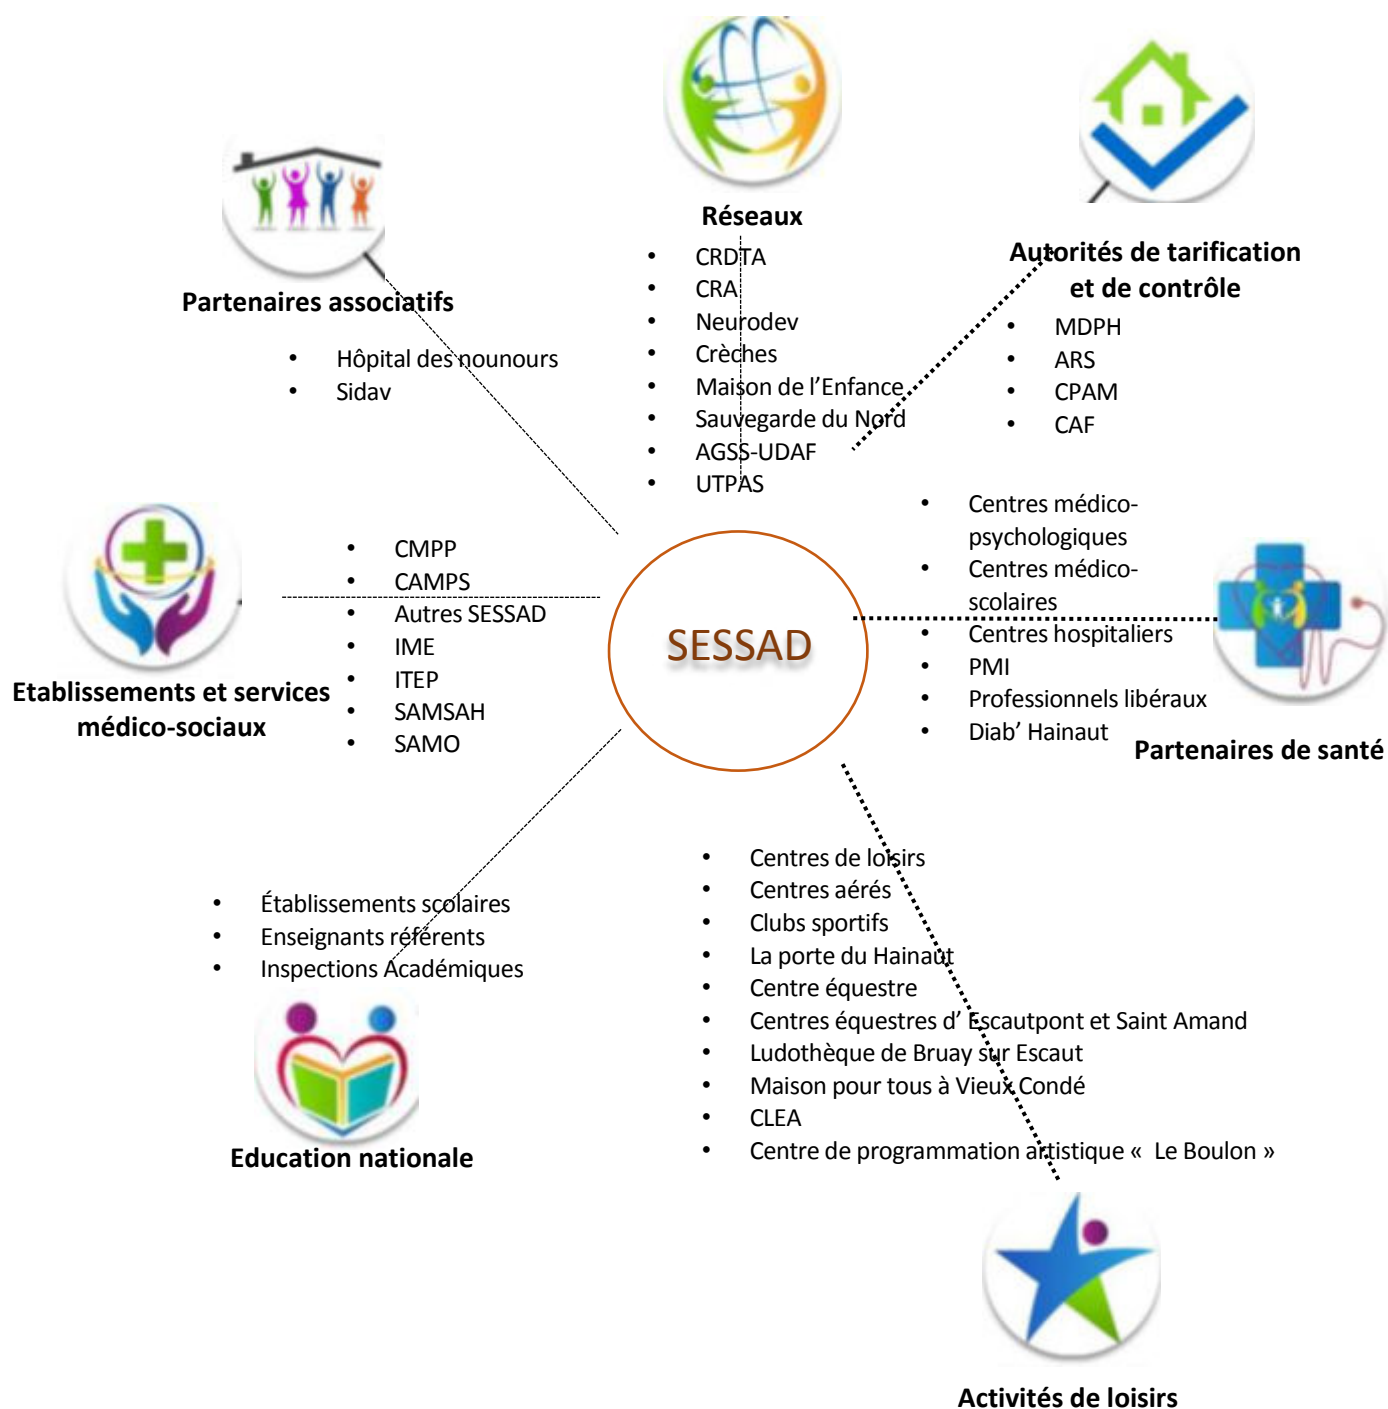 Réseaux
• CRDTA
• CRA
• Neurodev
• Crèches
• Maison de l’Enfance
• Sauvegarde du Nord
• AGSS-UDAF
• UTPAS
Autorités de tarification
et de contrôle
• MDPH
• ARS
• CPAM
• CAF
Partenaires associatifs
• Hôpital des nounours
• Sidav
• CMPP
• CAMPS
• Autres SESSAD
• IME
• ITEP
• SAMSAH
• SAMO
Etablissements et services
médico-sociaux
SESSAD
• Centres médico-
psychologiques
• Centres médico-
scolaires
• Centres hospitaliers
• PMI
• Professionnels libéraux
• Diab’ Hainaut
Partenaires de santé
• Établissements scolaires
• Enseignants référents
• Inspections Académiques
Education nationale
• Centres de loisirs
• Centres aérés
• Clubs sportifs
• La porte du Hainaut
• Centre équestre
• Centres équestres d’ Escautpont et Saint Amand
• Ludothèque de Bruay sur Escaut
• Maison pour tous à Vieux Condé
• CLEA
• Centre de programmation artistique « Le Boulon »
Activités de loisirs